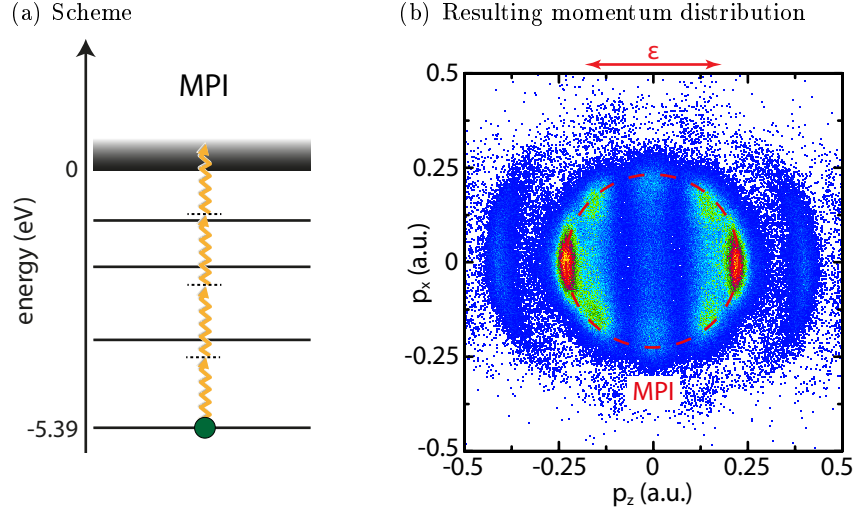 (a) Scheme
MPI
0
energy (eV)
-5.39
(b) Resulting momentum distribution
ε
0.5
0.25
0
-0.25
-0.5
pₓ (a.u.)
MPI
-0.5 -0.25 0 0.25 0.5
p_z (a.u.)